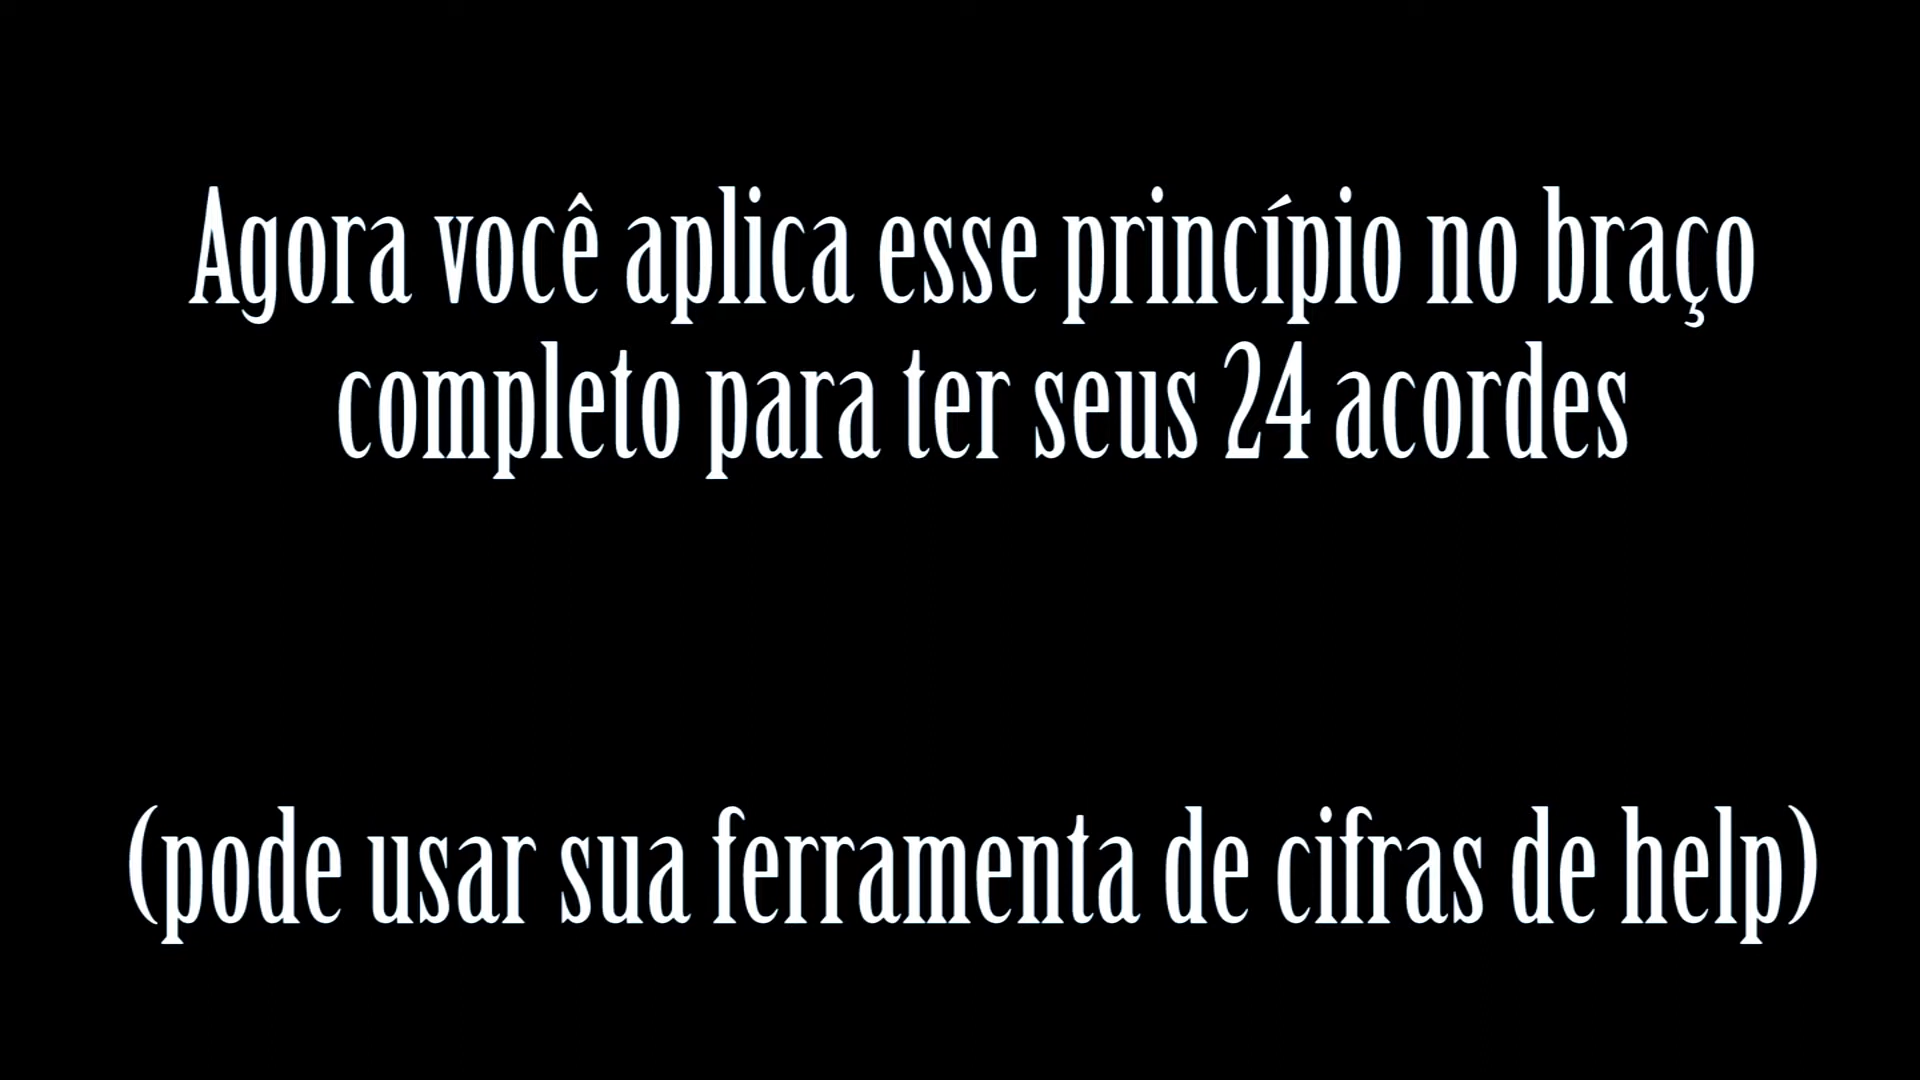 Agora você aplica esse princípio no braço
completo para ter seus 24 acordes
(pode usar sua ferramenta de cifras de help)